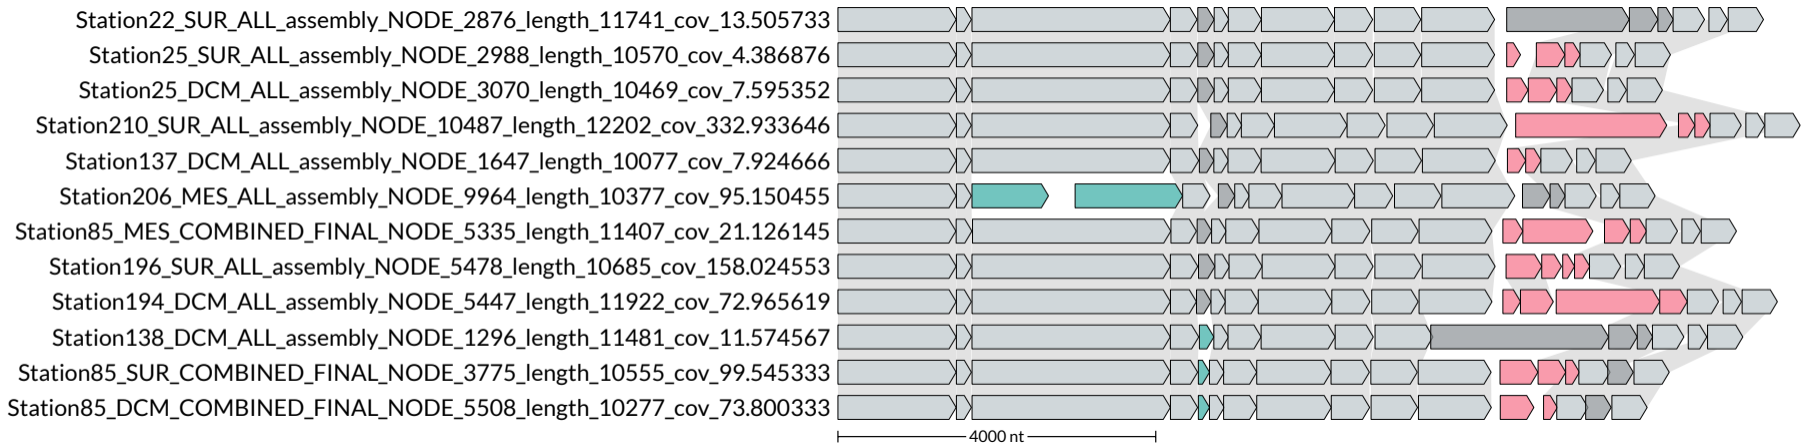 Station22_SUR_ALL_assembly_NODE_2876_length_11741_cov_13.505733
Station25_SUR_ALL_assembly_NODE_2988_length_10570_cov_4.386876
Station25_DCM_ALL_assembly_NODE_3070_length_10469_cov_7.595352
Station210_SUR_ALL_assembly_NODE_10487_length_12202_cov_332.933646
Station137_DCM_ALL_assembly_NODE_1647_length_10077_cov_7.924666
Station206_MES_ALL_assembly_NODE_9964_length_10377_cov_95.150455
Station85_MES_COMBINED_FINAL_NODE_5335_length_11407_cov_21.126145
Station196_SUR_ALL_assembly_NODE_5478_length_10685_cov_158.024553
Station194_DCM_ALL_assembly_NODE_5447_length_11922_cov_72.965619
Station138_DCM_ALL_assembly_NODE_1296_length_11481_cov_11.574567
Station85_SUR_COMBINED_FINAL_NODE_3775_length_10555_cov_99.545333
Station85_DCM_COMBINED_FINAL_NODE_5508_length_10277_cov_73.800333
4000 nt